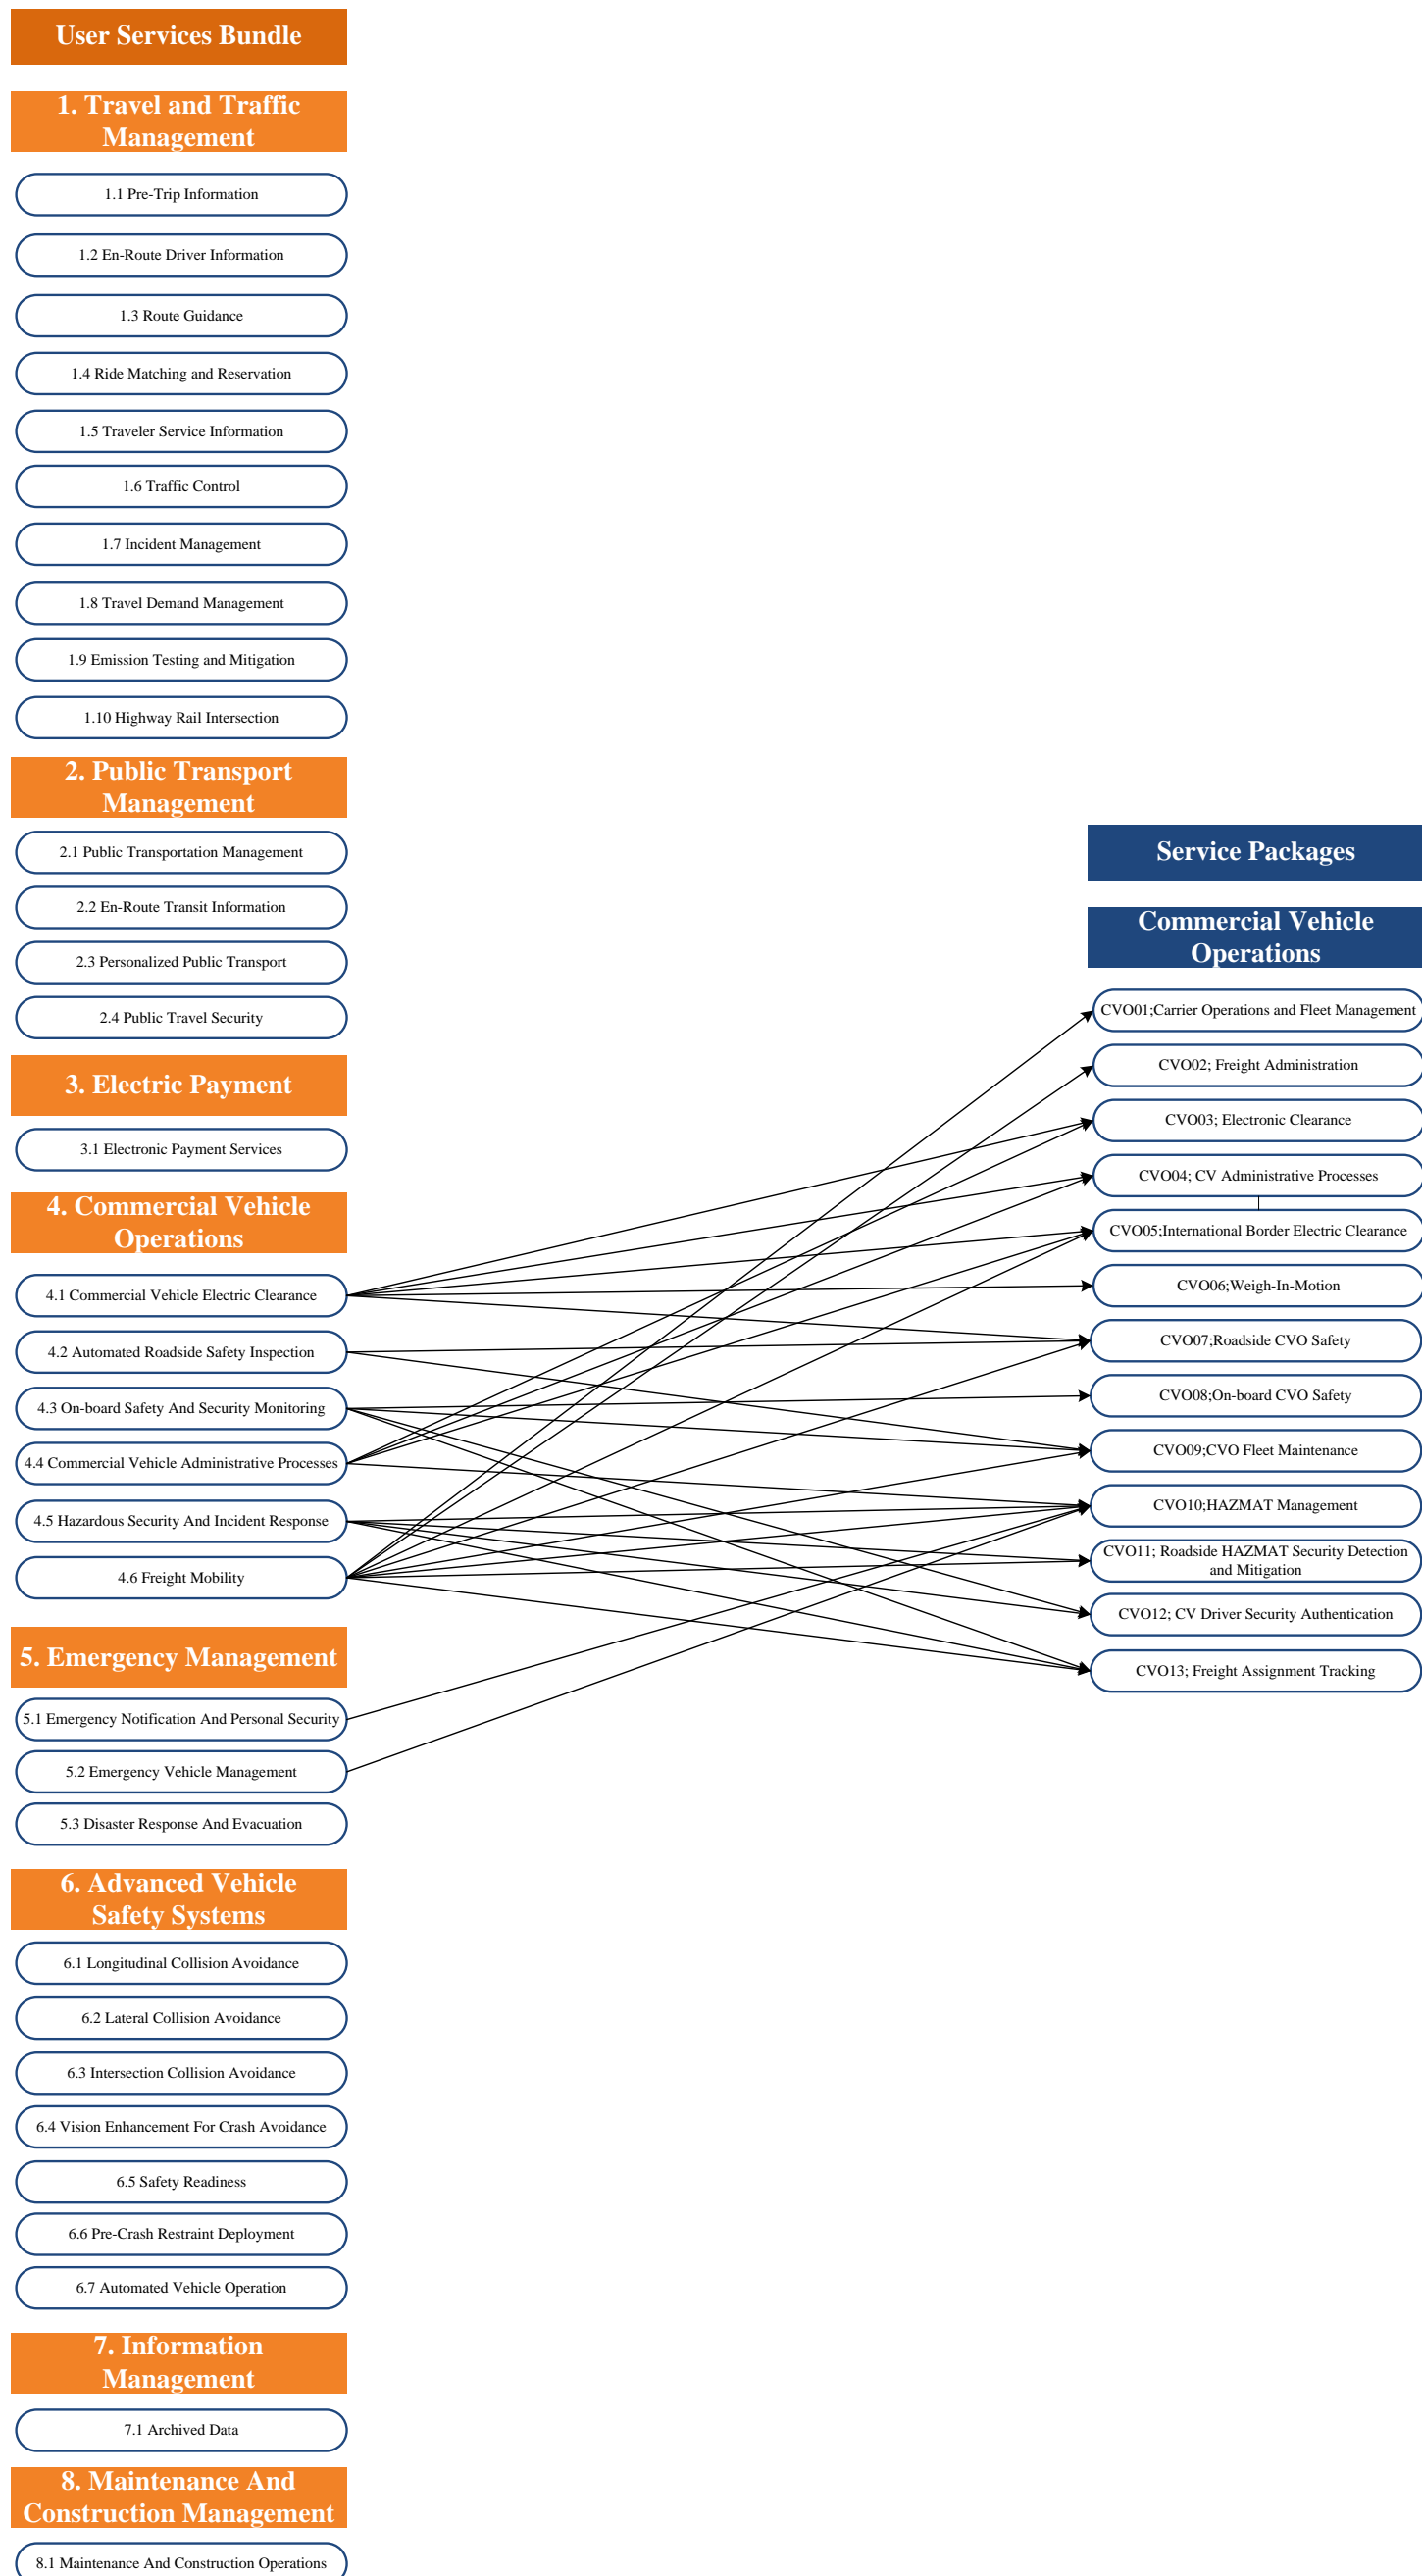 User Services Bundle
1. Travel and Traffic
Management
1.1 Pre-Trip Information
1.2 En-Route Driver Information
1.3 Route Guidance
1.4 Ride Matching and Reservation
1.5 Traveler Service Information
1.6 Traffic Control
1.7 Incident Management
1.8 Travel Demand Management
1.9 Emission Testing and Mitigation
1.10 Highway Rail Intersection
2. Public Transport
Management
2.1 Public Transportation Management
2.2 En-Route Transit Information
2.3 Personalized Public Transport
2.4 Public Travel Security
3. Electric Payment
3.1 Electronic Payment Services
4. Commercial Vehicle
Operations
4.1 Commercial Vehicle Electric Clearance
4.2 Automated Roadside Safety Inspection
4.3 On-board Safety And Security Monitoring
4.4 Commercial Vehicle Administrative Processes
4.5 Hazardous Security And Incident Response
4.6 Freight Mobility
5. Emergency Management
5.1 Emergency Notification And Personal Security
5.2 Emergency Vehicle Management
5.3 Disaster Response And Evacuation
6. Advanced Vehicle
Safety Systems
6.1 Longitudinal Collision Avoidance
6.2 Lateral Collision Avoidance
6.3 Intersection Collision Avoidance
6.4 Vision Enhancement For Crash Avoidance
6.5 Safety Readiness
6.6 Pre-Crash Restraint Deployment
6.7 Automated Vehicle Operation
7. Information
Management
7.1 Archived Data
8. Maintenance And
Construction Management
8.1 Maintenance And Construction Operations
Service Packages
Commercial Vehicle
Operations
CVO01;Carrier Operations and Fleet Management
CVO02; Freight Administration
CVO03; Electronic Clearance
CVO04; CV Administrative Processes
CVO05;International Border Electric Clearance
CVO06;Weigh-In-Motion
CVO07;Roadside CVO Safety
CVO08;On-board CVO Safety
CVO09;CVO Fleet Maintenance
CVO10;HAZMAT Management
CVO11; Roadside HAZMAT Security Detection
and Mitigation
CVO12; CV Driver Security Authentication
CVO13; Freight Assignment Tracking